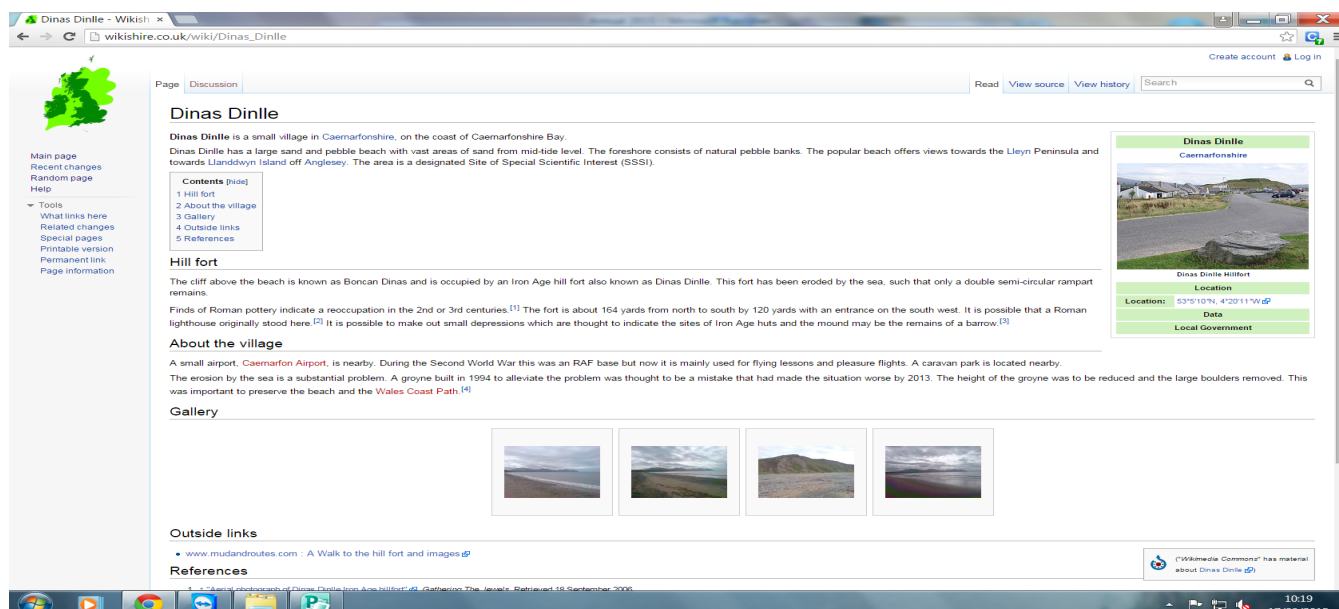 Dinas Dinlle - Wikish ×
wikishire.co.uk/wiki/Dinas_Dinlle
Create account Log in
Page Discussion
Read View source View history Search
Dinas Dinlle
Dinas Dinlle is a small village in Caernarfonshire, on the coast of Caernarfonshire Bay.
Dinas Dinlle has a large sand and pebble beach with vast areas of sand from mid-tide level. The foreshore consists of natural pebble banks. The popular beach offers views towards the Lleyn Peninsula and
towards Llanddwyn Island off Anglesey. The area is a designated Site of Special Scientific Interest (SSSI).
Main page
Recent changes
Random page
Help
Tools
What links here
Related changes
Special pages
Printable version
Permanent link
Page information
Contents [hide]
1 Hill fort
2 About the village
3 Gallery
4 Outside links
5 References
Dinas Dinlle
Caernarfonshire
Dinas Dinlle Hillfort
Location
Location: 53°5'10"N, 4°20'11"W
Data
Local Government
Hill fort
The cliff above the beach is known as Boncan Dinas and is occupied by an Iron Age hill fort also known as Dinas Dinlle. This fort has been eroded by the sea, such that only a double semi-circular rampart
remains.
Finds of Roman pottery indicate a reoccupation in the 2nd or 3rd centuries.[1] The fort is about 164 yards from north to south by 120 yards with an entrance on the south west. It is possible that a Roman
lighthouse originally stood here.[2] It is possible to make out small depressions which are thought to indicate the sites of Iron Age huts and the mound may be the remains of a barrow.[3]
About the village
A small airport, Caernarfon Airport, is nearby. During the Second World War this was an RAF base but now it is mainly used for flying lessons and pleasure flights. A caravan park is located nearby.
The erosion by the sea is a substantial problem. A groyne built in 1994 to alleviate the problem was thought to be a mistake that had made the situation worse by 2013. The height of the groyne was to be reduced and the large boulders removed. This
was important to preserve the beach and the Wales Coast Path.[4]
Gallery
Outside links
www.mudandroutes.com : A Walk to the hill fort and images
References
("Wikimedia Commons" has material
about Dinas Dinlle)
"Aerial photograph of Dinas Dinlle Iron Age hillfort" Gathering The Jewels. Retrieved 18 September 2006.
10:19